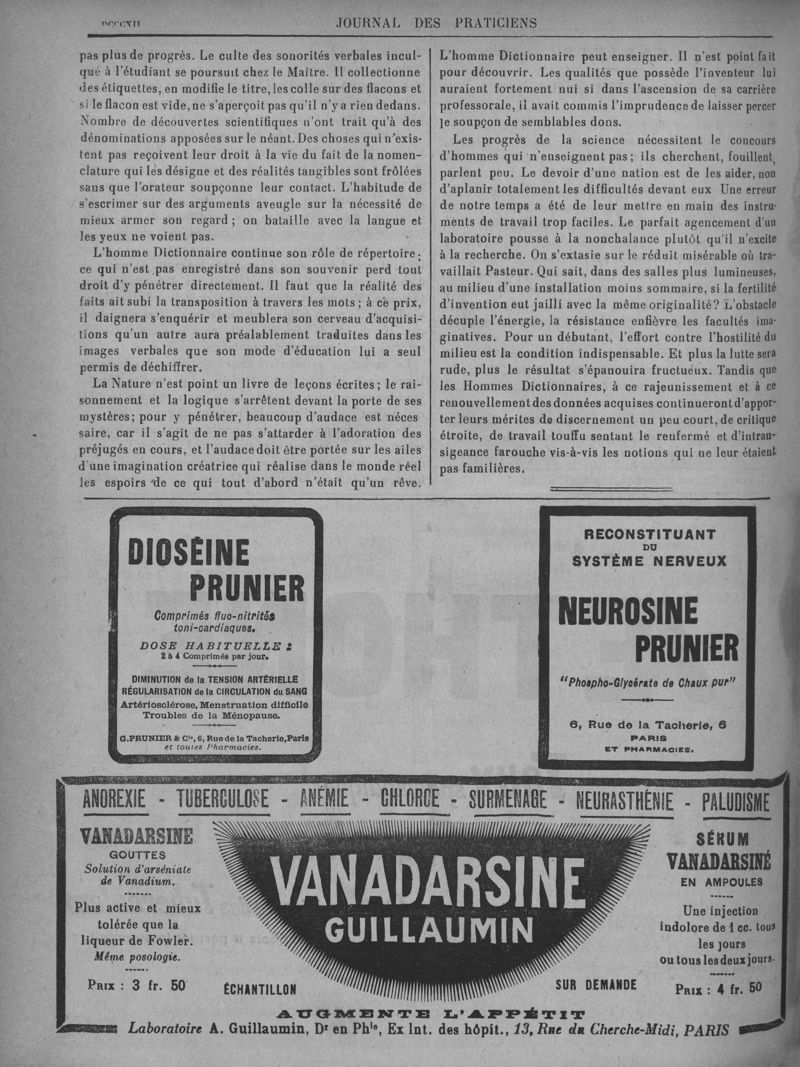 DCCCXII
JOURNAL DES PRATICIENS
pas plus de progrès. Le culte des sonorités verbales incul-
qué à l'étudiant se poursuit chez le Maître. Il collectionne
des étiquettes, en modifie le titre, les colle sur des flacons et
si le flacon est vide, ne s'aperçoit pas qu'il n'y a rien dedans.
Nombre de découvertes scientifiques n'ont trait qu'à des
dénominations apposées sur le néant. Des choses qui n'exis-
tent pas reçoivent leur droit à la vie du fait de la nomen-
clature qui les désigne et des réalités tangibles sont frôlées
sans que l'orateur soupçonne leur contact. L'habitude de
s'escrimer sur des arguments aveugle sur la nécessité de
mieux armer son regard ; on bataille avec la langue et
les yeux ne voient pas.
L'homme Dictionnaire continue son rôle de répertoire ;
ce qui n'est pas enregistré dans son souvenir perd tout
droit d'y pénétrer directement. Il faut que la réalité des
faits ait subi la transposition à travers les mots ; à ce prix,
il daignera s'enquérir et meublera son cerveau d'acquisi-
tions qu'un autre aura préalablement traduites dans les
images verbales que son mode d'éducation lui a seul
permis de déchiffrer.
La Nature n'est point un livre de leçons écrites ; le rai-
sonnement et la logique s'arrêtent devant la porte de ses
mystères ; pour y pénétrer, beaucoup d'audace est néces
saire, car il s'agit de ne pas s'attarder à l'adoration des
préjugés en cours, et l'audace doit être portée sur les ailes
d'une imagination créatrice qui réalise dans le monde réel
les espoirs de ce qui tout d'abord n'était qu'un rêve.
L'homme Dictionnaire peut enseigner. Il n'est point fait
pour découvrir. Les qualités que possède l'inventeur lui
auraient fortement nui si dans l'ascension de sa carrière
professorale, il avait commis l'imprudence de laisser percer
le soupçon de semblables dons.
Les progrès de la science nécessitent le concours
d'hommes qui n'enseignent pas ; ils cherchent, fouillent,
parlent peu. Le devoir d'une nation est de les aider, non
d'aplanir totalement les difficultés devant eux Une erreur
de notre temps a été de leur mettre en main des instru-
ments de travail trop faciles. Le parfait agencement d'un
laboratoire pousse à la nonchalance plutôt qu'il n'excite
à la recherche. On s'extasie sur le réduit misérable où tra-
vaillait Pasteur. Qui sait, dans des salles plus lumineuses,
au milieu d'une installation moins sommaire, si la fertilité
d'invention eut jailli avec la même originalité? L'obstacle
décuple l'énergie, la résistance enfièvre les facultés ima-
ginatives. Pour un débutant, l'effort contre l'hostilité du
milieu est la condition indispensable. Et plus la lutte sera
rude, plus le résultat s'épanouira fructueux. Tandis que
les Hommes Dictionnaires, à ce rajeunissement et à ce
renouvellement des données acquises continueront d'appor-
ter leurs mérites de discernement un peu court, de critique
étroite, de travail touffu sentant le renfermé et d'intran-
sigeance farouche vis-à-vis les notions qui ne leur étaient
pas familières.
DIOSÉINE
PRUNIER
Comprimés fluo-nitrités
toni-cardiaques.
DOSE HABITUELLE :
2 à 4 Comprimés par jour.
DIMINUTION de la TENSION ARTÉRIELLE
RÉGULARISATION de la CIRCULATION du SANG
Artériosclérose, Menstruation difficile
Troubles de la Ménopause.
G. PRUNIER & Cie, 6, Rue de la Tacherie, Paris
et toutes Pharmacies.
RECONSTITUANT
DU
SYSTÈME NERVEUX
NEUROSINE
PRUNIER
"Phospho-Glycérate de Chaux pur"
6, Rue de la Tacherie, 6
PARIS
ET PHARMACIES.
ANOREXIE - TUBERCULOSE - ANÉMIE - CHLOROSE - SURMENAGE - NEURASTHÉNIE - PALUDISME
VANADARSINE
GOUTTES
Solution d'arséniate
de Vanadium.
Plus active et mieux
tolérée que la
liqueur de Fowler.
Même posologie.
PRIX : 3 fr. 50
VANADARSINE
GUILLAUMIN
ÉCHANTILLON
SUR DEMANDE
SÉRUM
VANADARSINÉ
EN AMPOULES
Une injection
indolore de 1 cc. tous
les jours
ou tous les deux jours.
PRIX : 4 fr. 50
AUGMENTE L'APPÉTIT
Laboratoire A. Guillaumin, Dr en Phie, Ex Int. des hôpit., 13, Rue du Cherche-Midi, PARIS